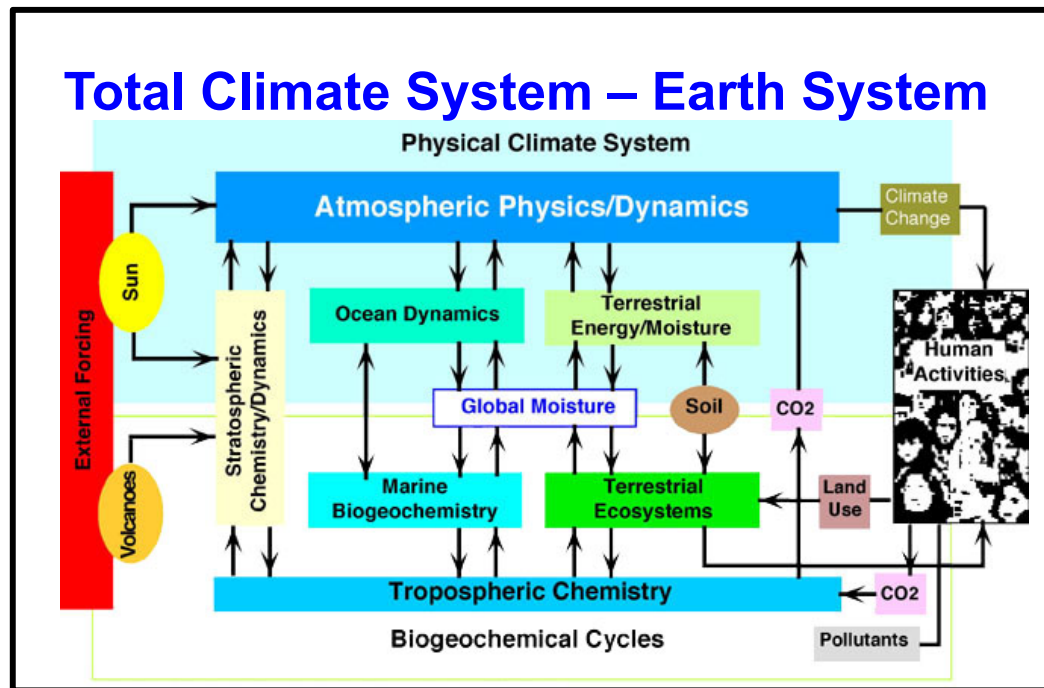 Total Climate System – Earth System
Physical Climate System
Atmospheric Physics/Dynamics
Climate
Change
External Forcing
Sun
Stratospheric
Chemistry/Dynamics
Ocean Dynamics
Terrestrial
Energy/Moisture
Human
Activities
Global Moisture
Soil
CO2
Volcanoes
Marine
Biogeochemistry
Terrestrial
Ecosystems
Land
Use
Tropospheric Chemistry
CO2
Biogeochemical Cycles
Pollutants